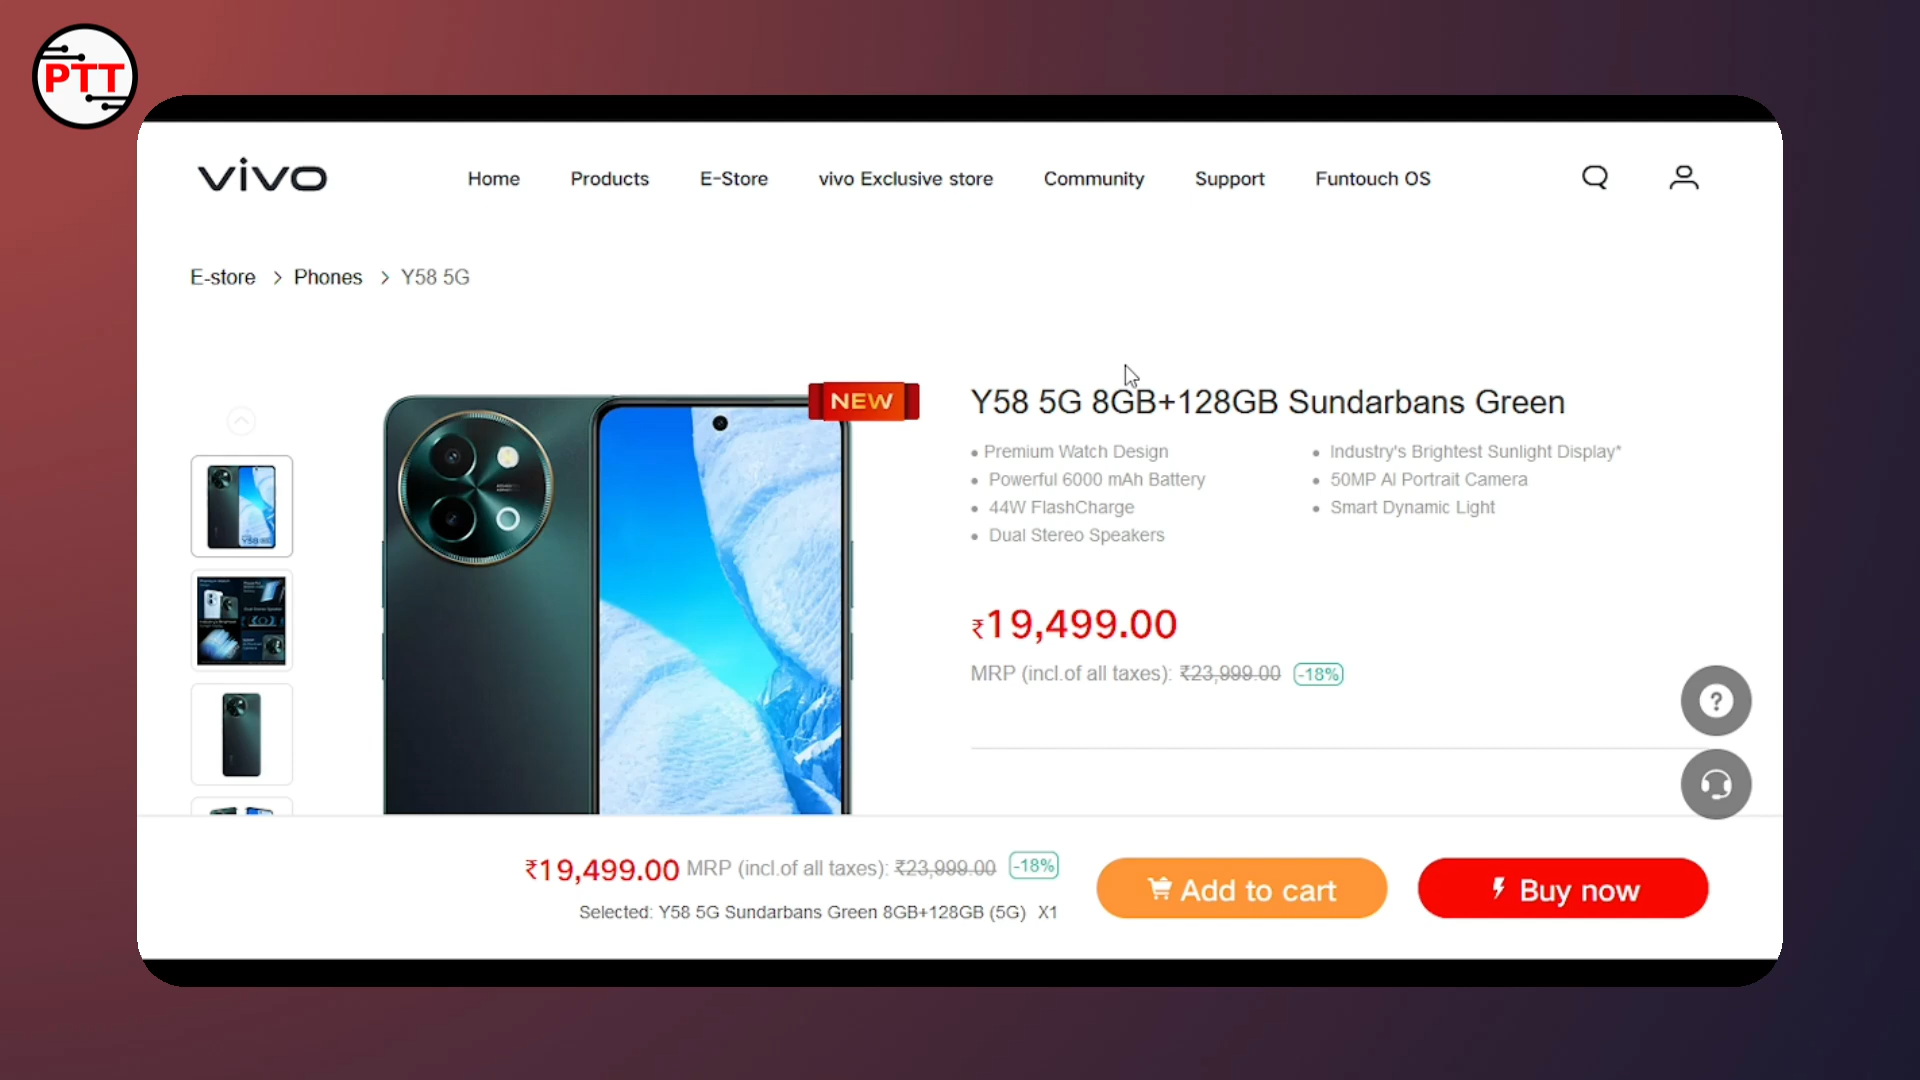 PTT
vivo
Home Products E-Store vivo Exclusive store Community Support Funtouch OS
E-store > Phones > Y58 5G
NEW
Y58 5G 8GB+128GB Sundarbans Green
• Premium Watch Design
• Industry's Brightest Sunlight Display*
• Powerful 6000 mAh Battery
• 50MP AI Portrait Camera
• 44W FlashCharge
• Smart Dynamic Light
• Dual Stereo Speakers
₹19,499.00
MRP (incl.of all taxes): ₹23,999.00 -18%
?
₹19,499.00 MRP (incl.of all taxes): ₹23,999.00 -18%
Selected: Y58 5G Sundarbans Green 8GB+128GB (5G) X1
Add to cart
Buy now